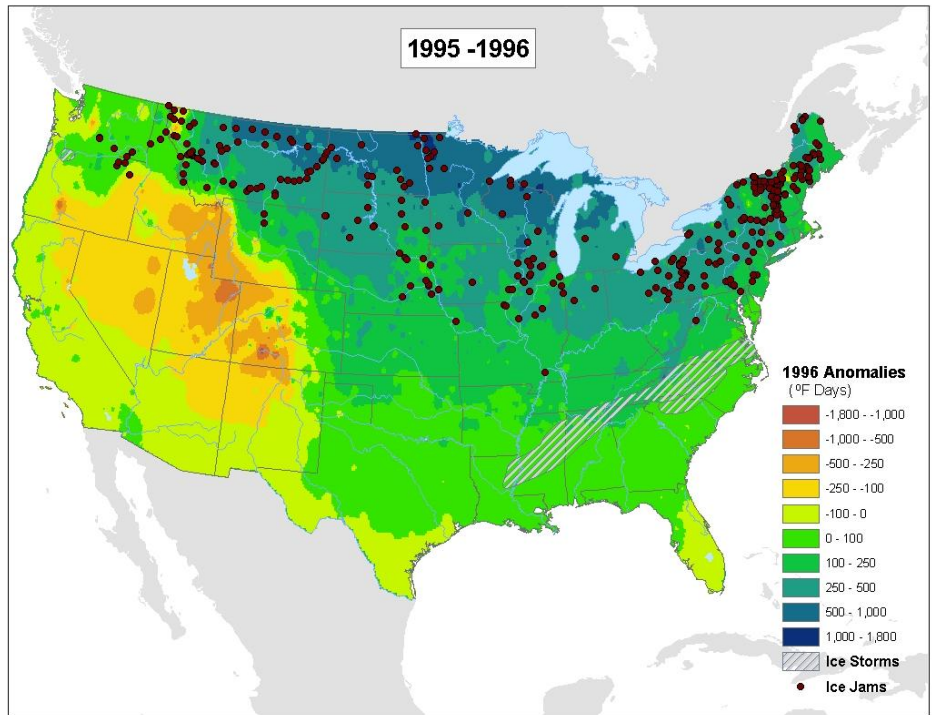 1995 -1996
1996 Anomalies
(ºF Days)
-1,800 - -1,000
-1,000 - -500
-500 - -250
-250 - -100
-100 - 0
0 - 100
100 - 250
250 - 500
500 - 1,000
1,000 - 1,800
Ice Storms
Ice Jams